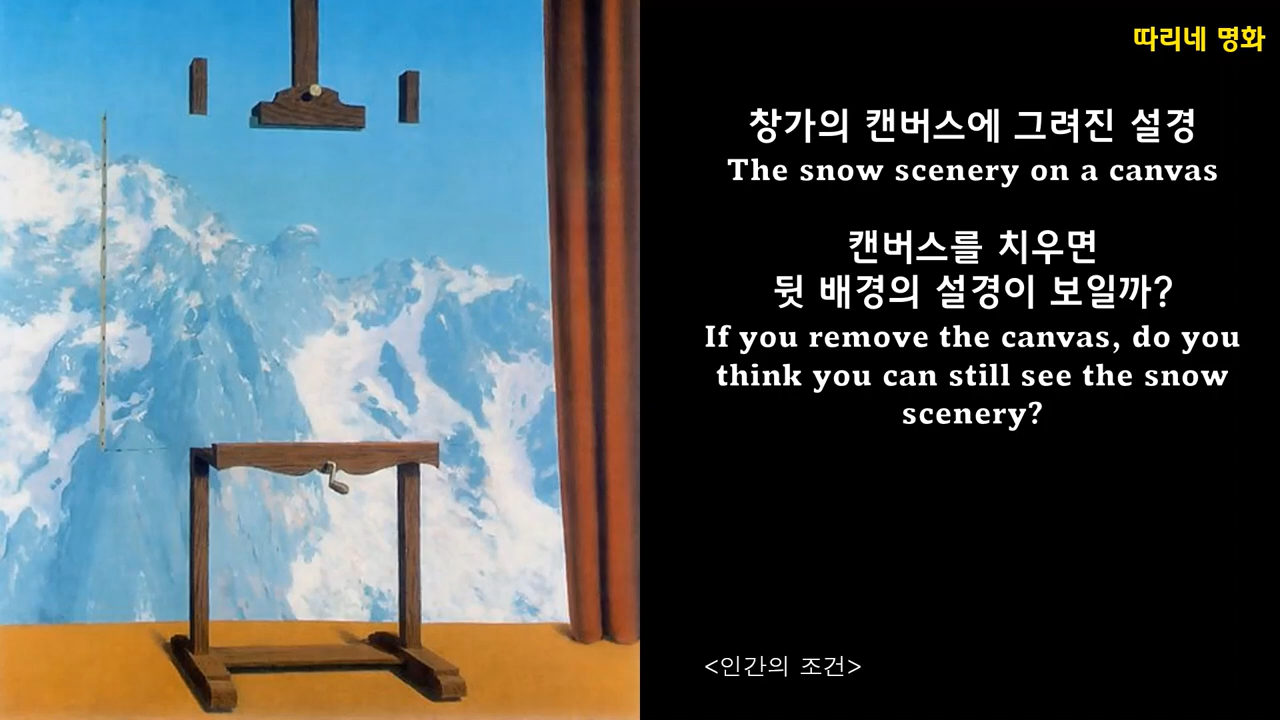 따리네 명화
창가의 캔버스에 그려진 설경
The snow scenery on a canvas
캔버스를 치우면
뒷 배경의 설경이 보일까?
If you remove the canvas, do you
think you can still see the snow
scenery?
<인간의 조건>